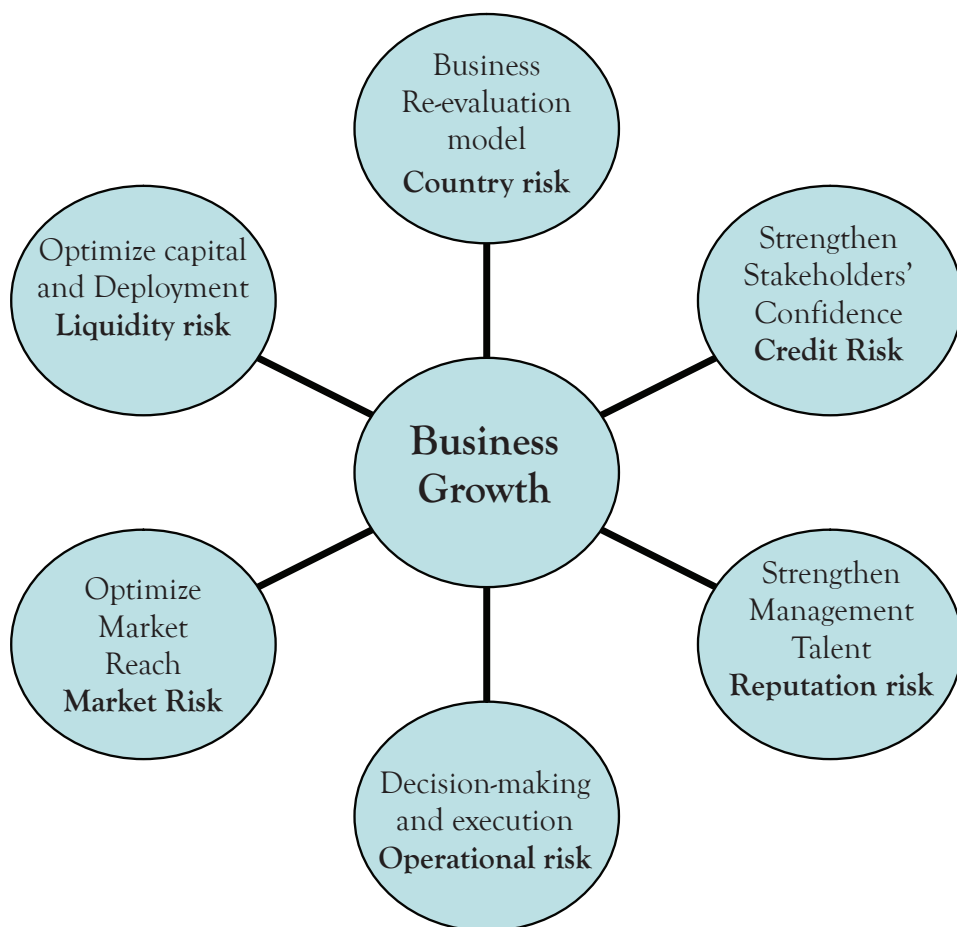 Business
Re-evaluation
model
Country risk
Optimize capital
and Deployment
Liquidity risk
Strengthen
Stakeholders’
Confidence
Credit Risk
Business
Growth
Optimize
Market
Reach
Market Risk
Strengthen
Management
Talent
Reputation risk
Decision-making
and execution
Operational risk